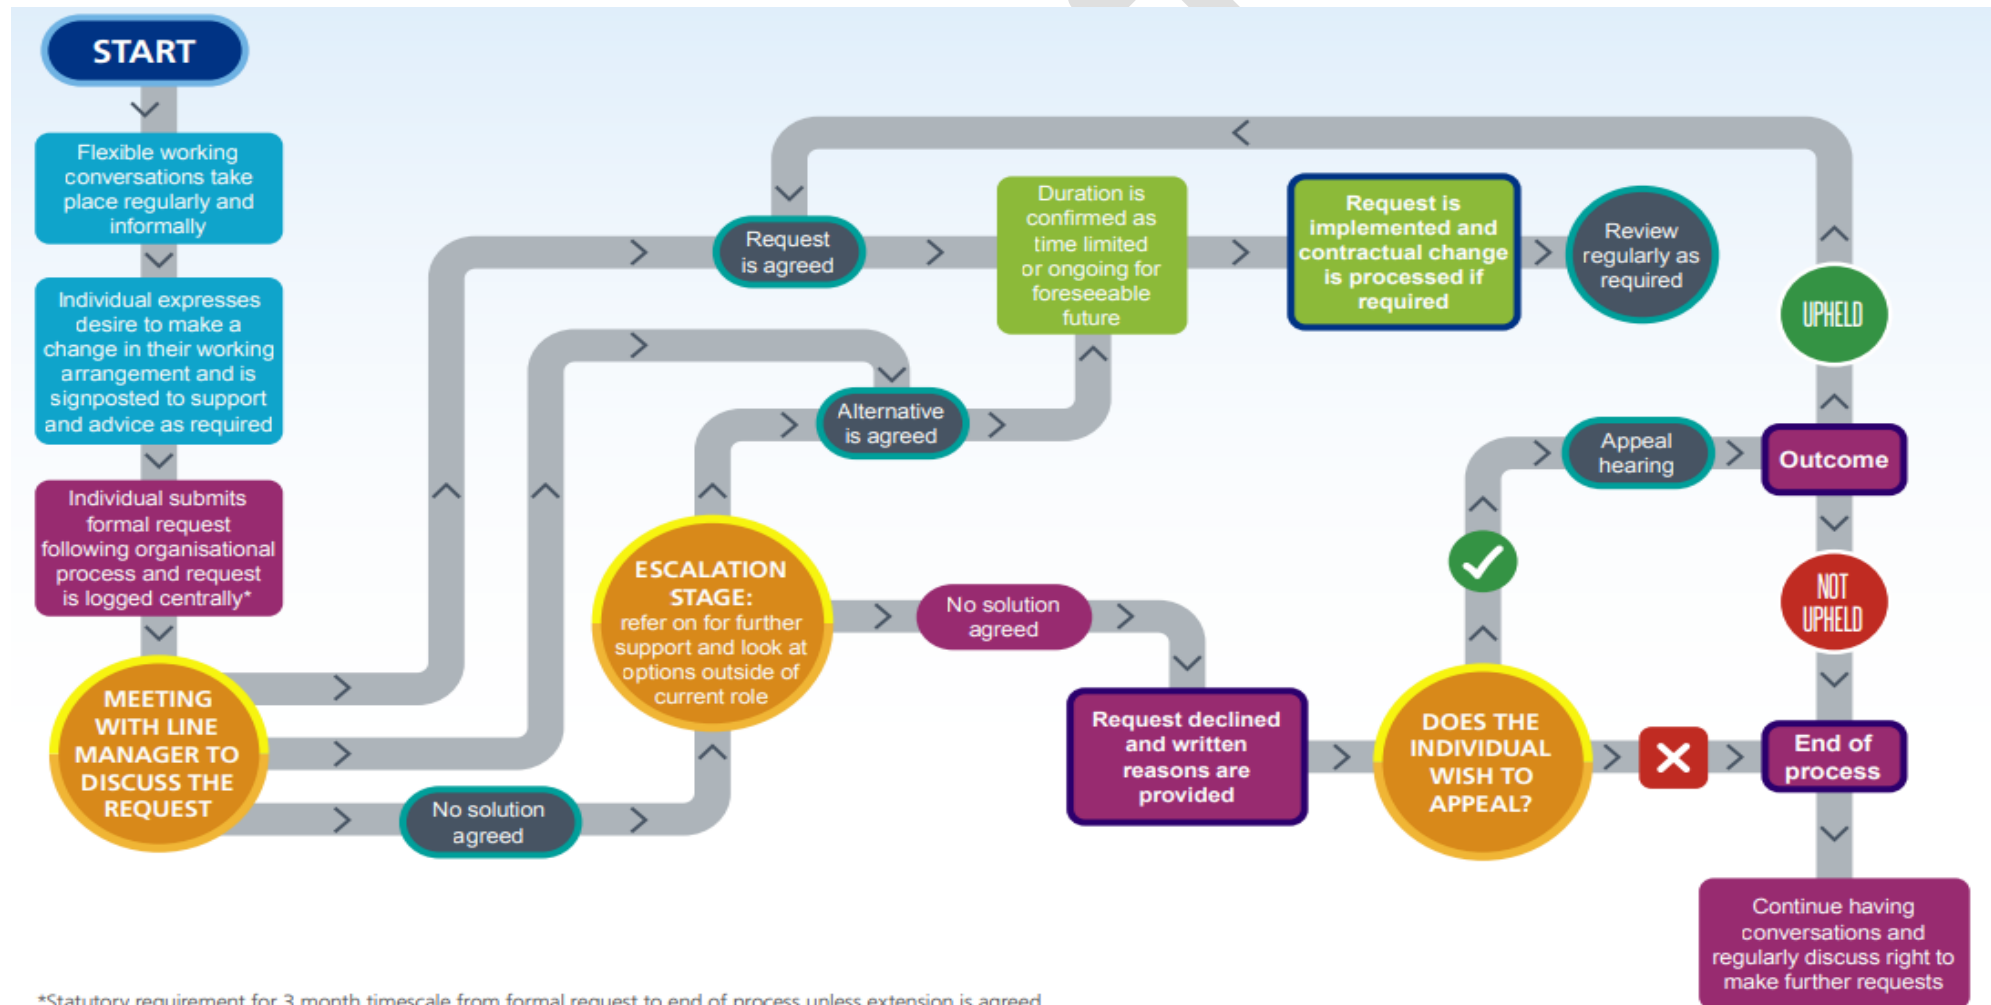 START
Flexible working
conversations take
place regularly and
informally
Individual expresses
desire to make a
change in their working
arrangement and is
signposted to support
and advice as required
Individual submits
formal request
following organisational
process and request
is logged centrally*
MEETING
WITH LINE
MANAGER TO
DISCUSS THE
REQUEST
No solution
agreed
ESCALATION
STAGE:
refer on for further
support and look at
options outside of
current role
Request
is agreed
Alternative
is agreed
Duration is
confirmed as
time limited
or ongoing for
foreseeable
future
Request is
implemented and
contractual change
is processed if
required
Review
regularly as
required
No solution
agreed
Request declined
and written
reasons are
provided
DOES THE
INDIVIDUAL
WISH TO
APPEAL?
Appeal
hearing
Outcome
UPHELD
NOT
UPHELD
End of
process
Continue having
conversations and
regularly discuss right to
make further requests
*Statutory requirement for 3 month timescale from formal request to end of process unless extension is agreed